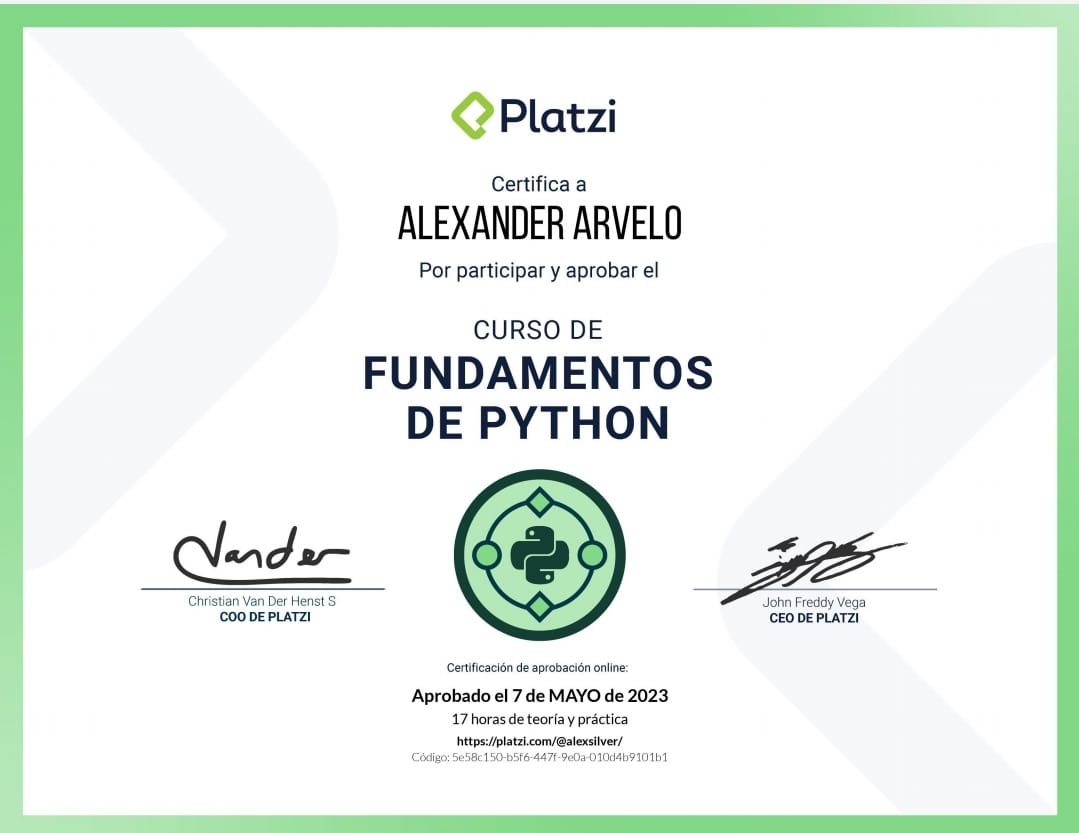 Platzi
Certifica a
ALEXANDER ARVELO
Por participar y aprobar el
CURSO DE
FUNDAMENTOS
DE PYTHON
Vander
Christian Van Der Henst S
COO DE PLATZI
John Freddy Vega
CEO DE PLATZI
Certificación de aprobación online:
Aprobado el 7 de MAYO de 2023
17 horas de teoría y práctica
https://platzi.com/@alexsilver/
Código: 5e58c150-b5f6-447f-9e0a-010d4b9101b1